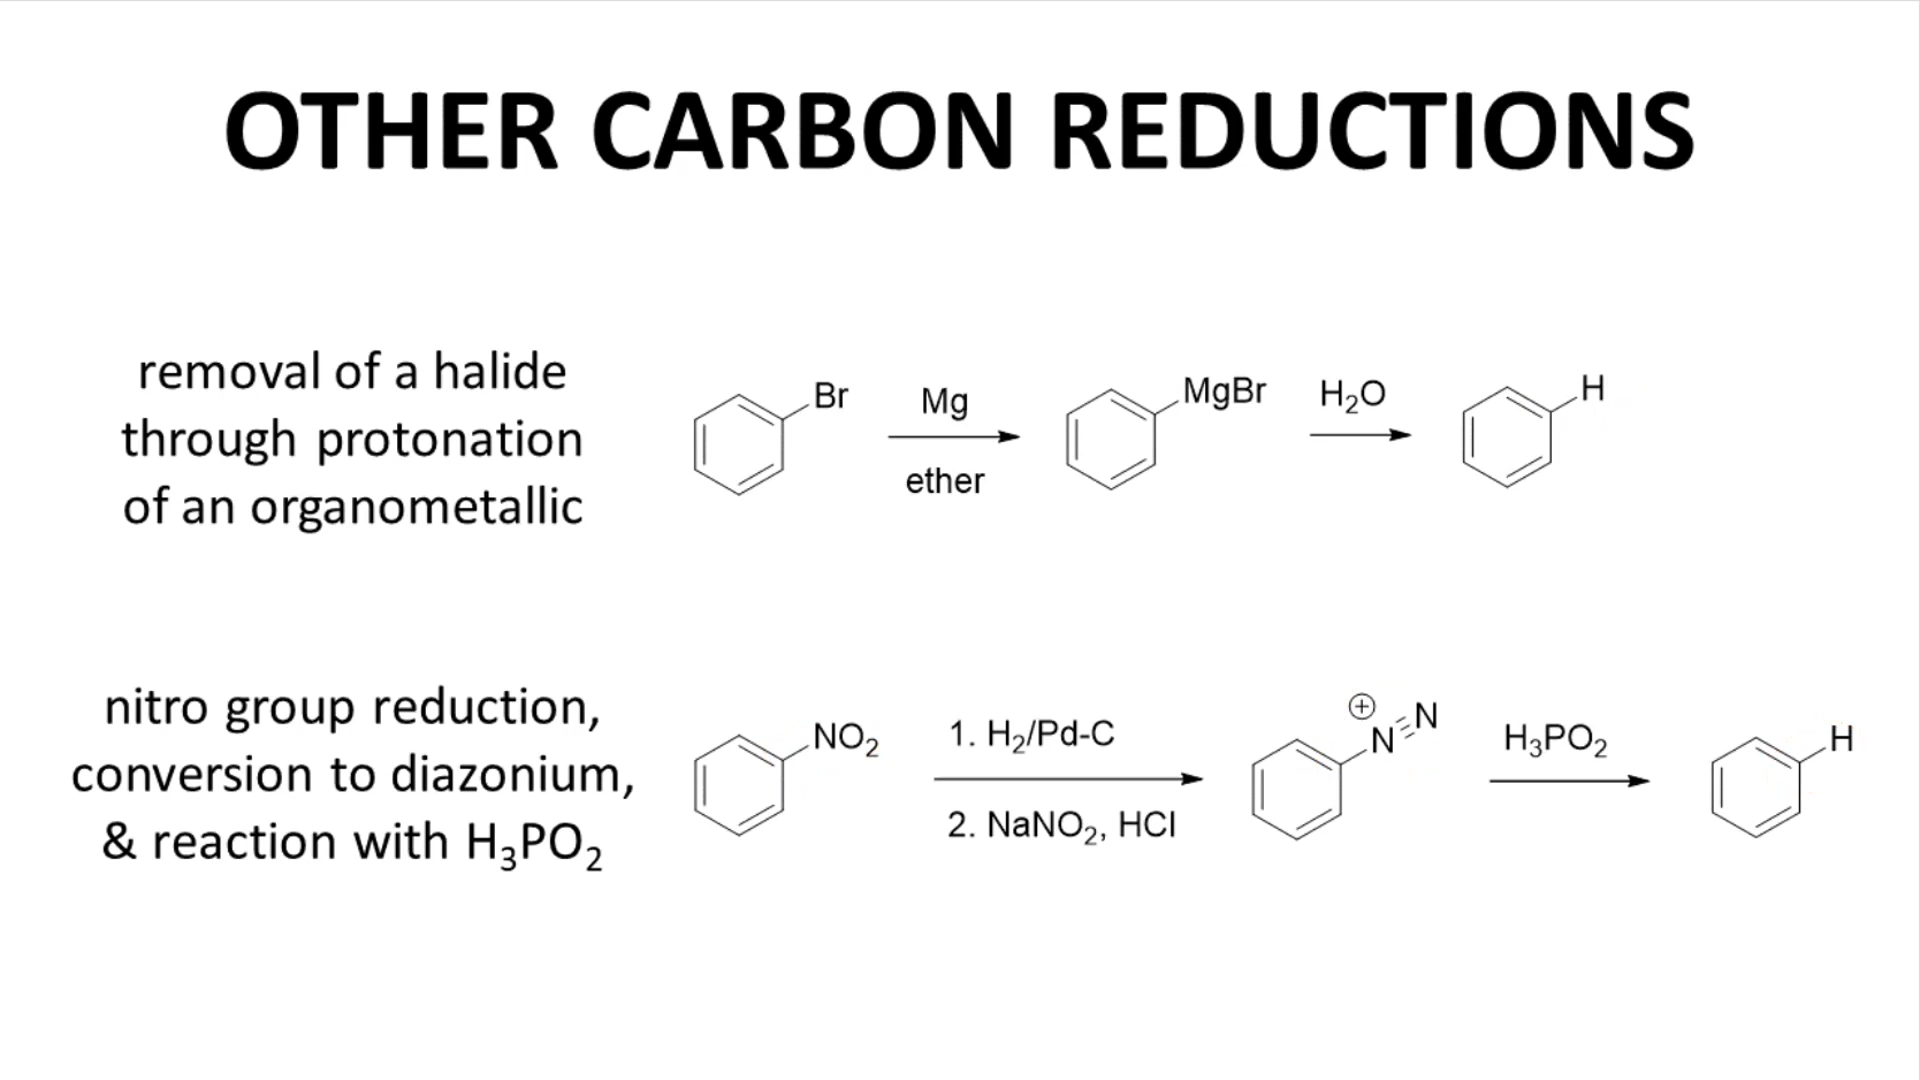 OTHER CARBON REDUCTIONS
removal of a halide
through protonation
of an organometallic
Br
Mg
ether
MgBr
H₂O
H
nitro group reduction,
conversion to diazonium,
& reaction with H₃PO₂
NO₂
1. H₂/Pd-C
2. NaNO₂, HCl
⊕
N≡N
H₃PO₂
H